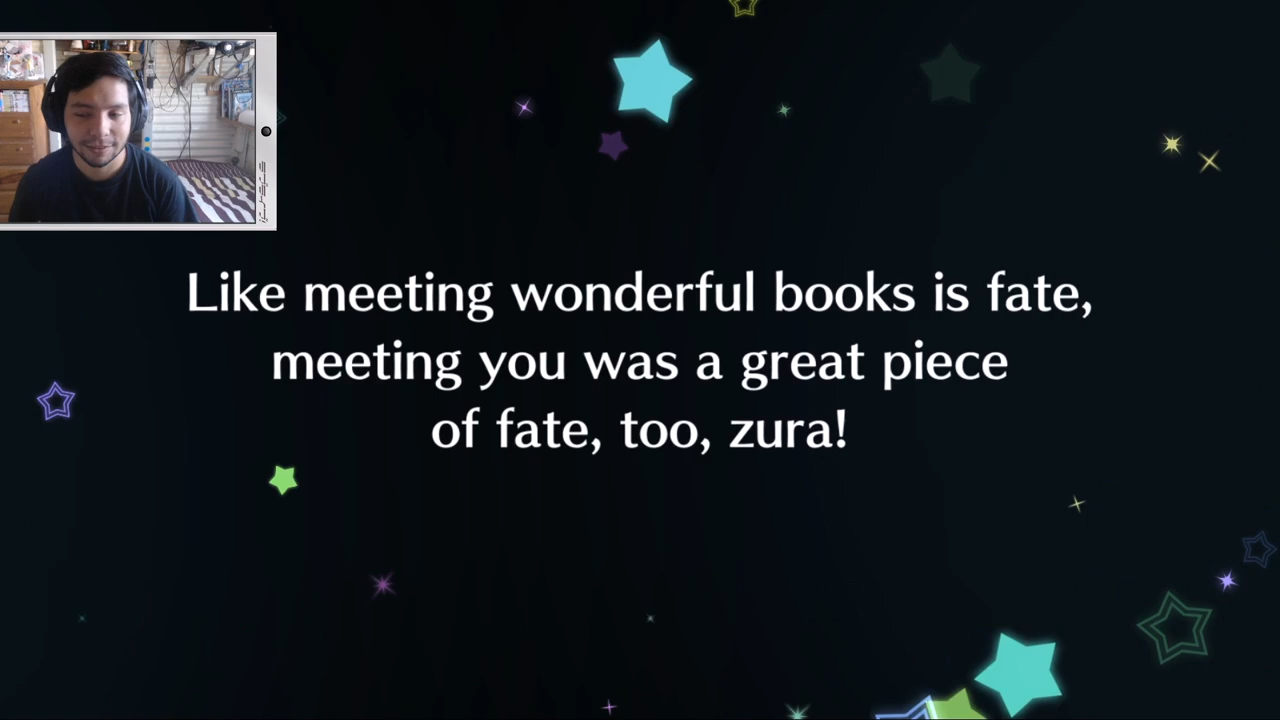 Like meeting wonderful books is fate,
meeting you was a great piece
of fate, too, zura!